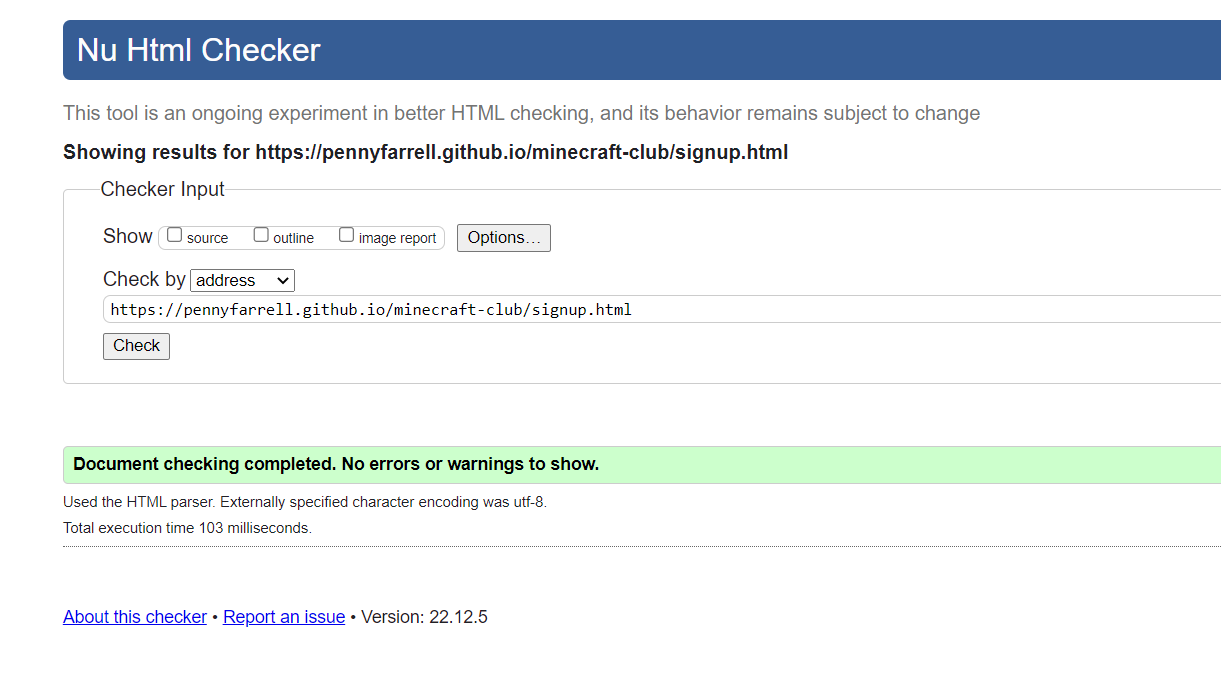 Nu Html Checker
This tool is an ongoing experiment in better HTML checking, and its behavior remains subject to change
Showing results for https://pennyfarrell.github.io/minecraft-club/signup.html
Checker Input
Show source outline image report Options...
Check by address
https://pennyfarrell.github.io/minecraft-club/signup.html
Check
Document checking completed. No errors or warnings to show.
Used the HTML parser. Externally specified character encoding was utf-8.
Total execution time 103 milliseconds.
About this checker • Report an issue • Version: 22.12.5